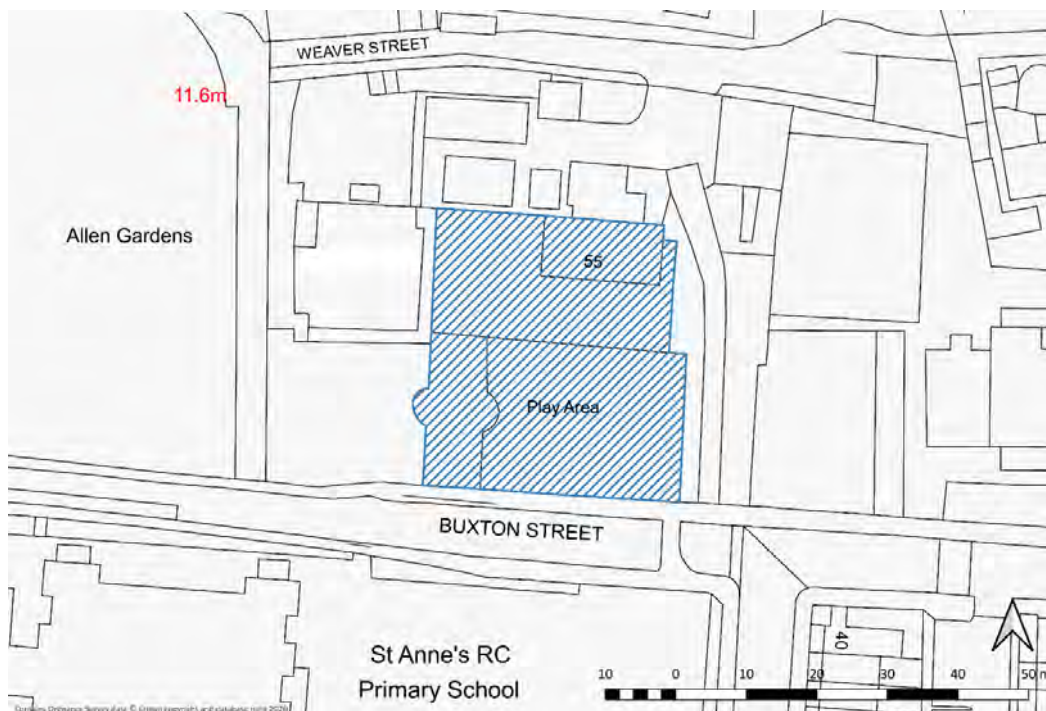 WEAVER STREET
11.6m
Allen Gardens
55
Play Area
BUXTON STREET
St Anne's RC
Primary School
40
10 0 10 20 30 40 50 m